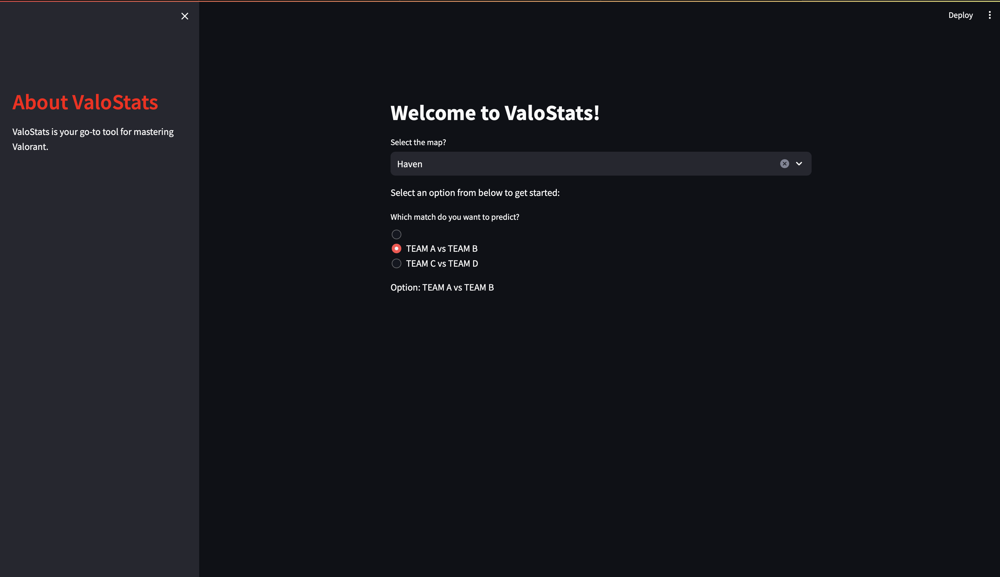 Deploy
About ValoStats
ValoStats is your go-to tool for mastering
Valorant.
Welcome to ValoStats!
Select the map?
Haven
Select an option from below to get started:
Which match do you want to predict?
TEAM A vs TEAM B
TEAM C vs TEAM D
Option: TEAM A vs TEAM B